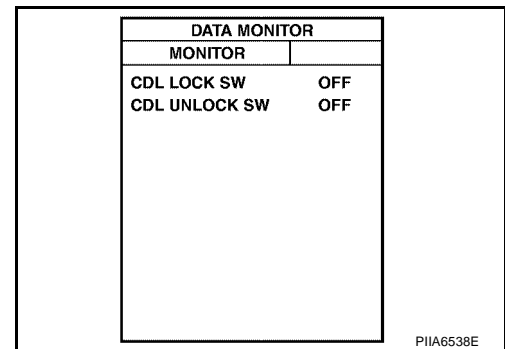 DATA MONITOR
MONITOR
CDL LOCK SW OFF
CDL UNLOCK SW OFF
PIIA6538E